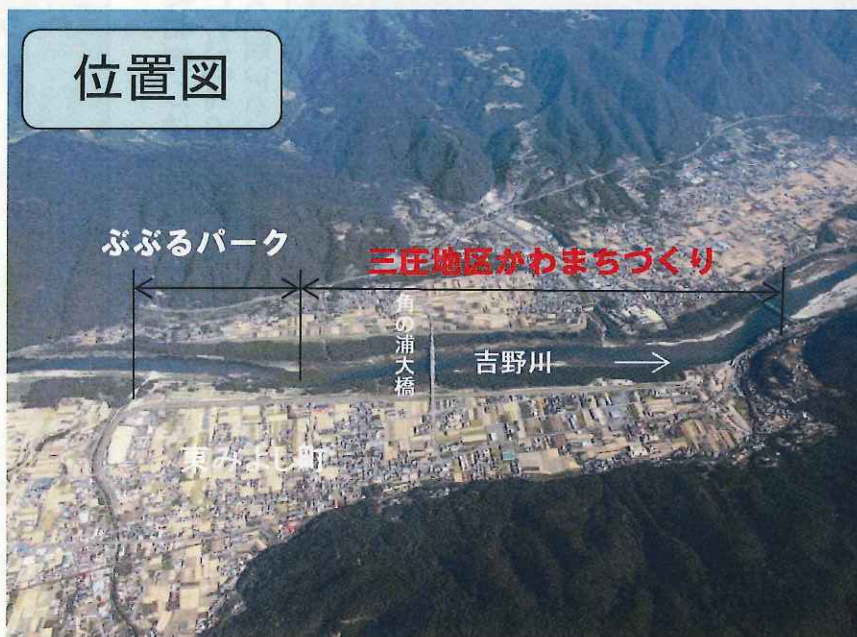 位置図
ぶぶるパーク
三庄地区かわまちづくり
角の浦大橋
吉野川
東みよし町